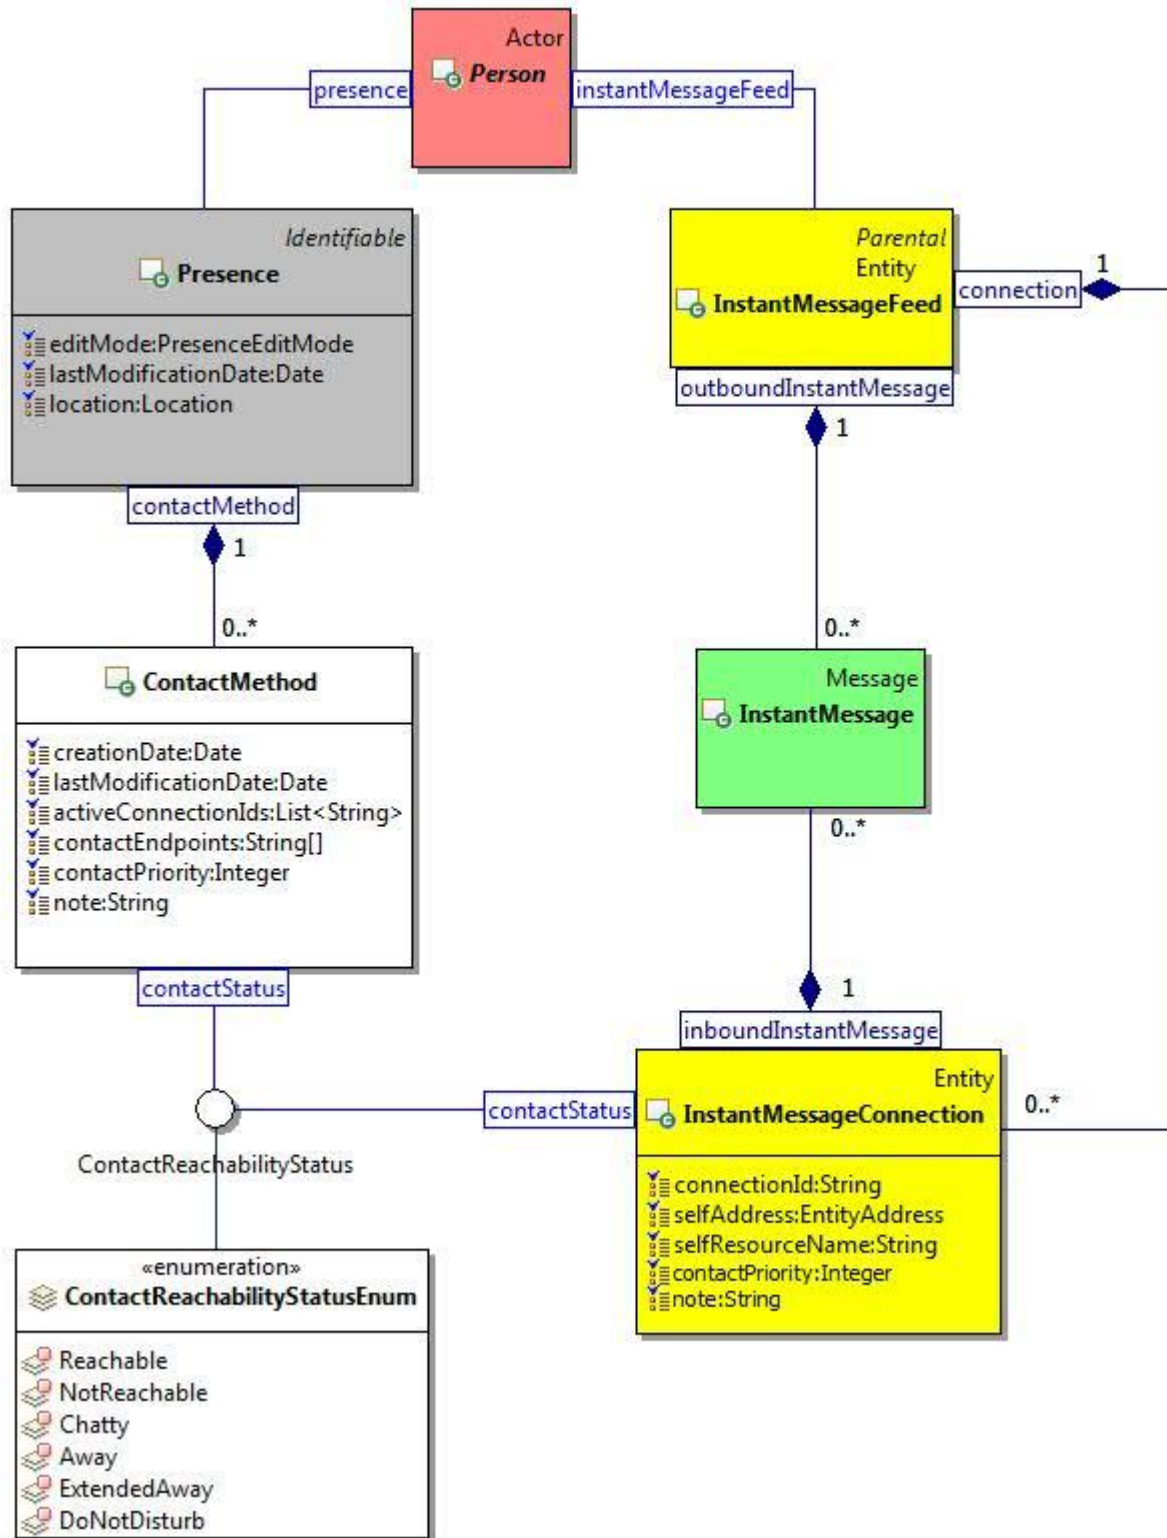 Actor
Person
presence
instantMessageFeed
Identifiable
Presence
editMode:PresenceEditMode
lastModificationDate:Date
location:Location
contactMethod
1
0..*
Parental
Entity
InstantMessageFeed
connection
1
outboundInstantMessage
1
0..*
ContactMethod
creationDate:Date
lastModificationDate:Date
activeConnectionIds:List<String>
contactEndpoints:String[]
contactPriority:Integer
note:String
contactStatus
Message
InstantMessage
0..*
1
inboundInstantMessage
contactStatus
Entity
InstantMessageConnection
0..*
connectionId:String
selfAddress:EntityAddress
selfResourceName:String
contactPriority:Integer
note:String
ContactReachabilityStatus
«enumeration»
ContactReachabilityStatusEnum
Reachable
NotReachable
Chatty
Away
ExtendedAway
DoNotDisturb